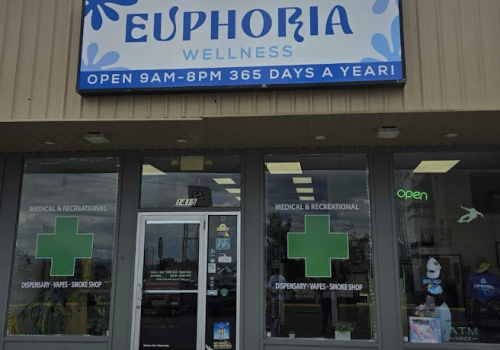 EUPHORIA
WELLNESS
OPEN 9AM-8PM 365 DAYS A YEAR!
1415
MEDICAL & RECREATIONAL
DISPENSARY • VAPES • SMOKE SHOP
MEDICAL & RECREATIONAL
DISPENSARY • VAPES • SMOKE SHOP
open
ATM